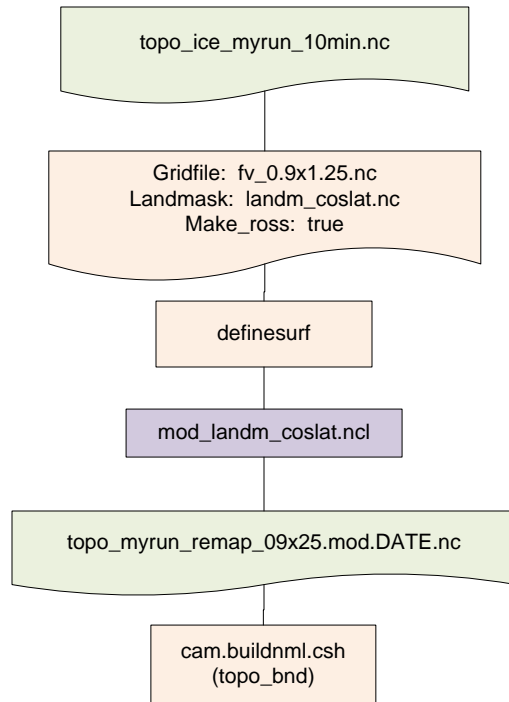 topo_ice_myrun_10min.nc
Gridfile:  fv_0.9x1.25.nc
Landmask:  landm_coslat.nc
Make_ross:  true
definesurf
mod_landm_coslat.ncl
topo_myrun_remap_09x25.mod.DATE.nc
cam.buildnml.csh
(topo_bnd)